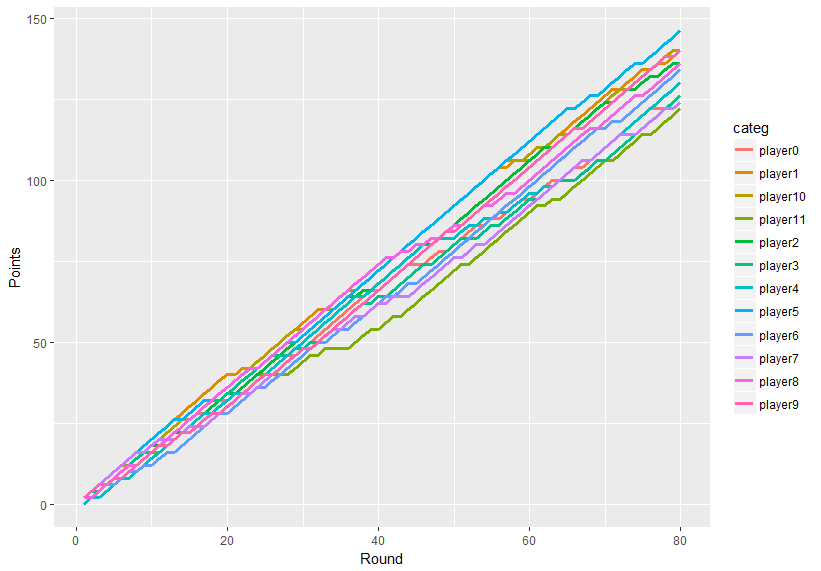 150
100
50
0
Points
0 20 40 60 80
Round
categ
player0
player1
player10
player11
player2
player3
player4
player5
player6
player7
player8
player9